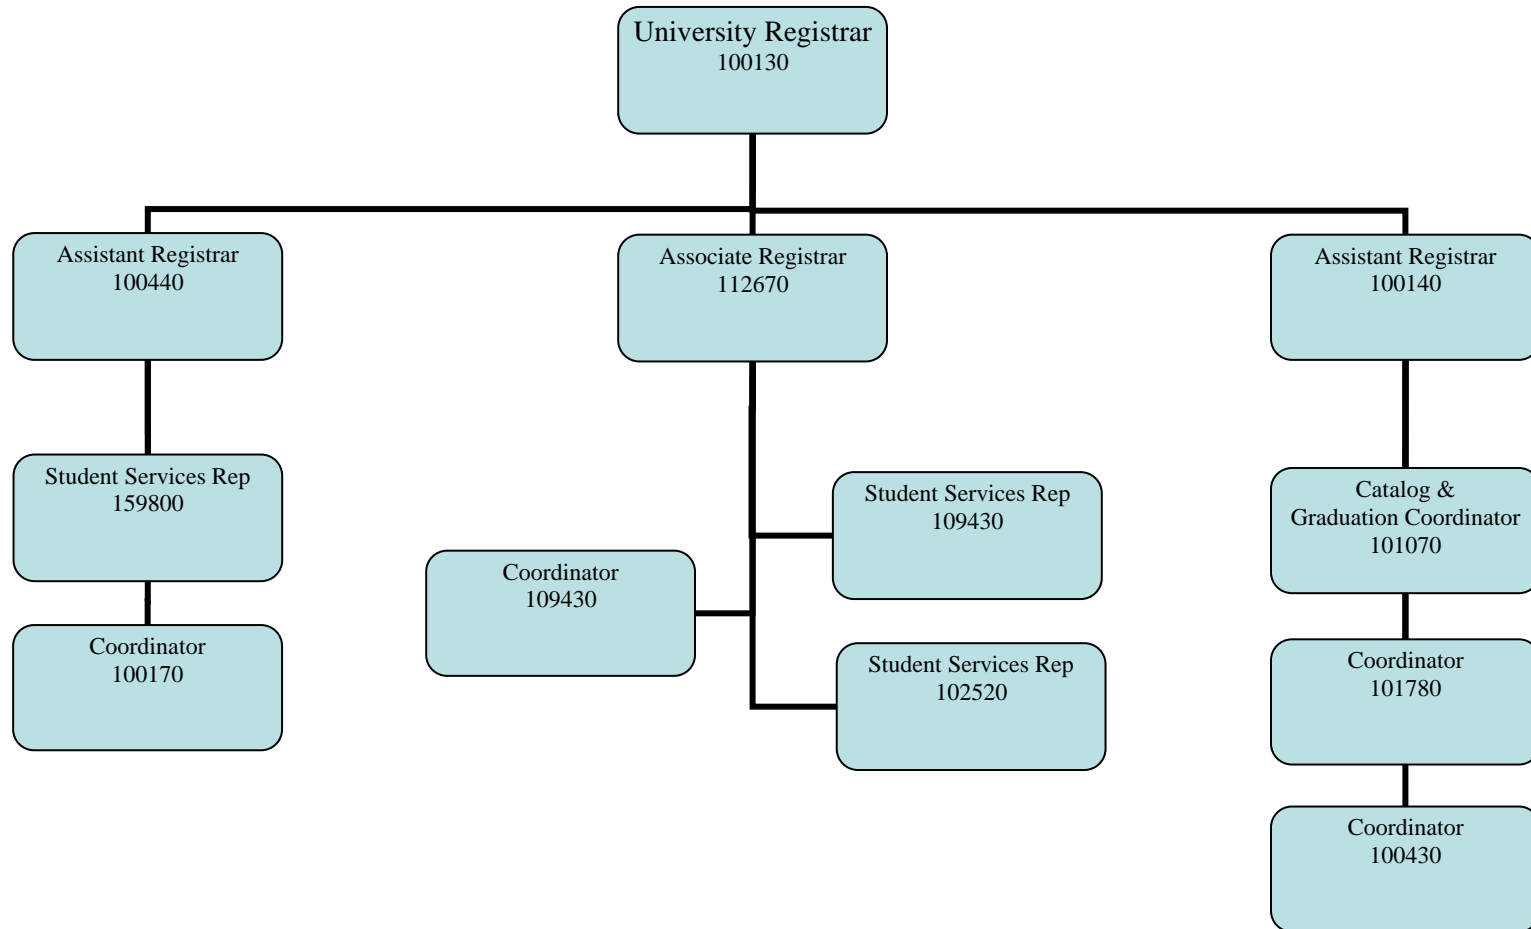 University Registrar
100130
Assistant Registrar
100440
Associate Registrar
112670
Assistant Registrar
100140
Student Services Rep
159800
Student Services Rep
109430
Catalog &
Graduation Coordinator
101070
Coordinator
109430
Coordinator
100170
Student Services Rep
102520
Coordinator
101780
Coordinator
100430